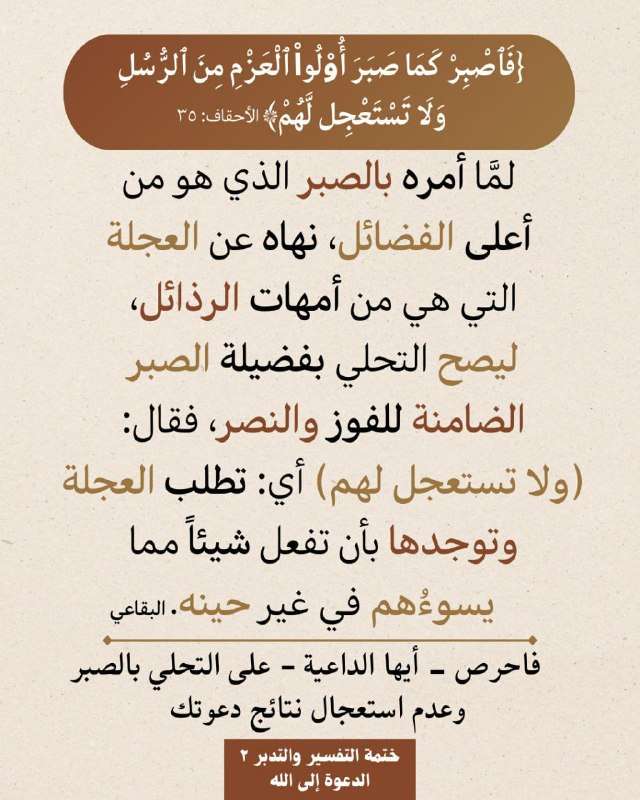 {فَٱصْبِرْ كَمَا صَبَرَ أُوْلُواْ ٱلْعَزْمِ مِنَ ٱلرُّسُلِ
وَلَا تَسْتَعْجِل لَّهُمْ﴾ الأحقاف: ٣٥
لمَّا أمره بالصبر الذي هو من
أعلى الفضائل، نهاه عن العجلة
التي هي من أمهات الرذائل،
ليصح التحلي بفضيلة الصبر
الضامنة للفوز والنصر، فقال:
(ولا تستعجل لهم) أي: تطلب العجلة
وتوجدها بأن تفعل شيئاً مما
يسوءُهم في غير حينه. البقاعي
فاحرص - أيها الداعية - على التحلي بالصبر
وعدم استعجال نتائج دعوتك
ختمة التفسير والتدبر ٢
الدعوة إلى الله